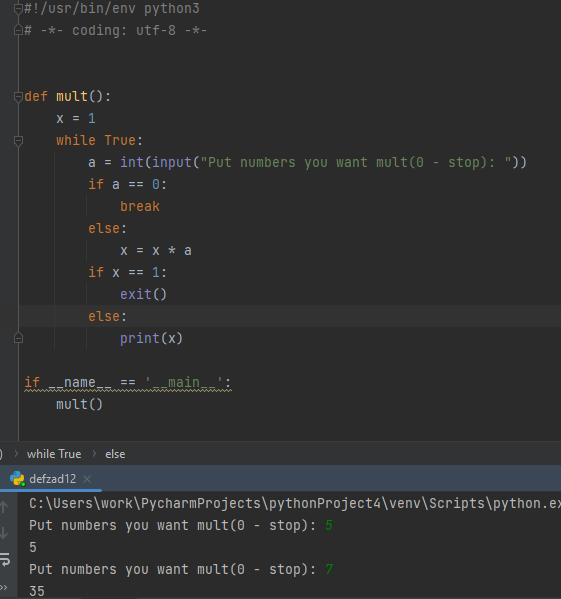 #!/usr/bin/env python3
# -*- coding: utf-8 -*-
def mult():
x = 1
while True:
a = int(input("Put numbers you want mult(0 - stop): "))
if a == 0:
break
else:
x = x * a
if x == 1:
exit()
else:
print(x)
if __name__ == '__main__':
mult()
) › while True › else
defzad12 ×
C:\Users\work\PycharmProjects\pythonProject4\venv\Scripts\python.ex
Put numbers you want mult(0 - stop): 5
5
Put numbers you want mult(0 - stop): 7
35